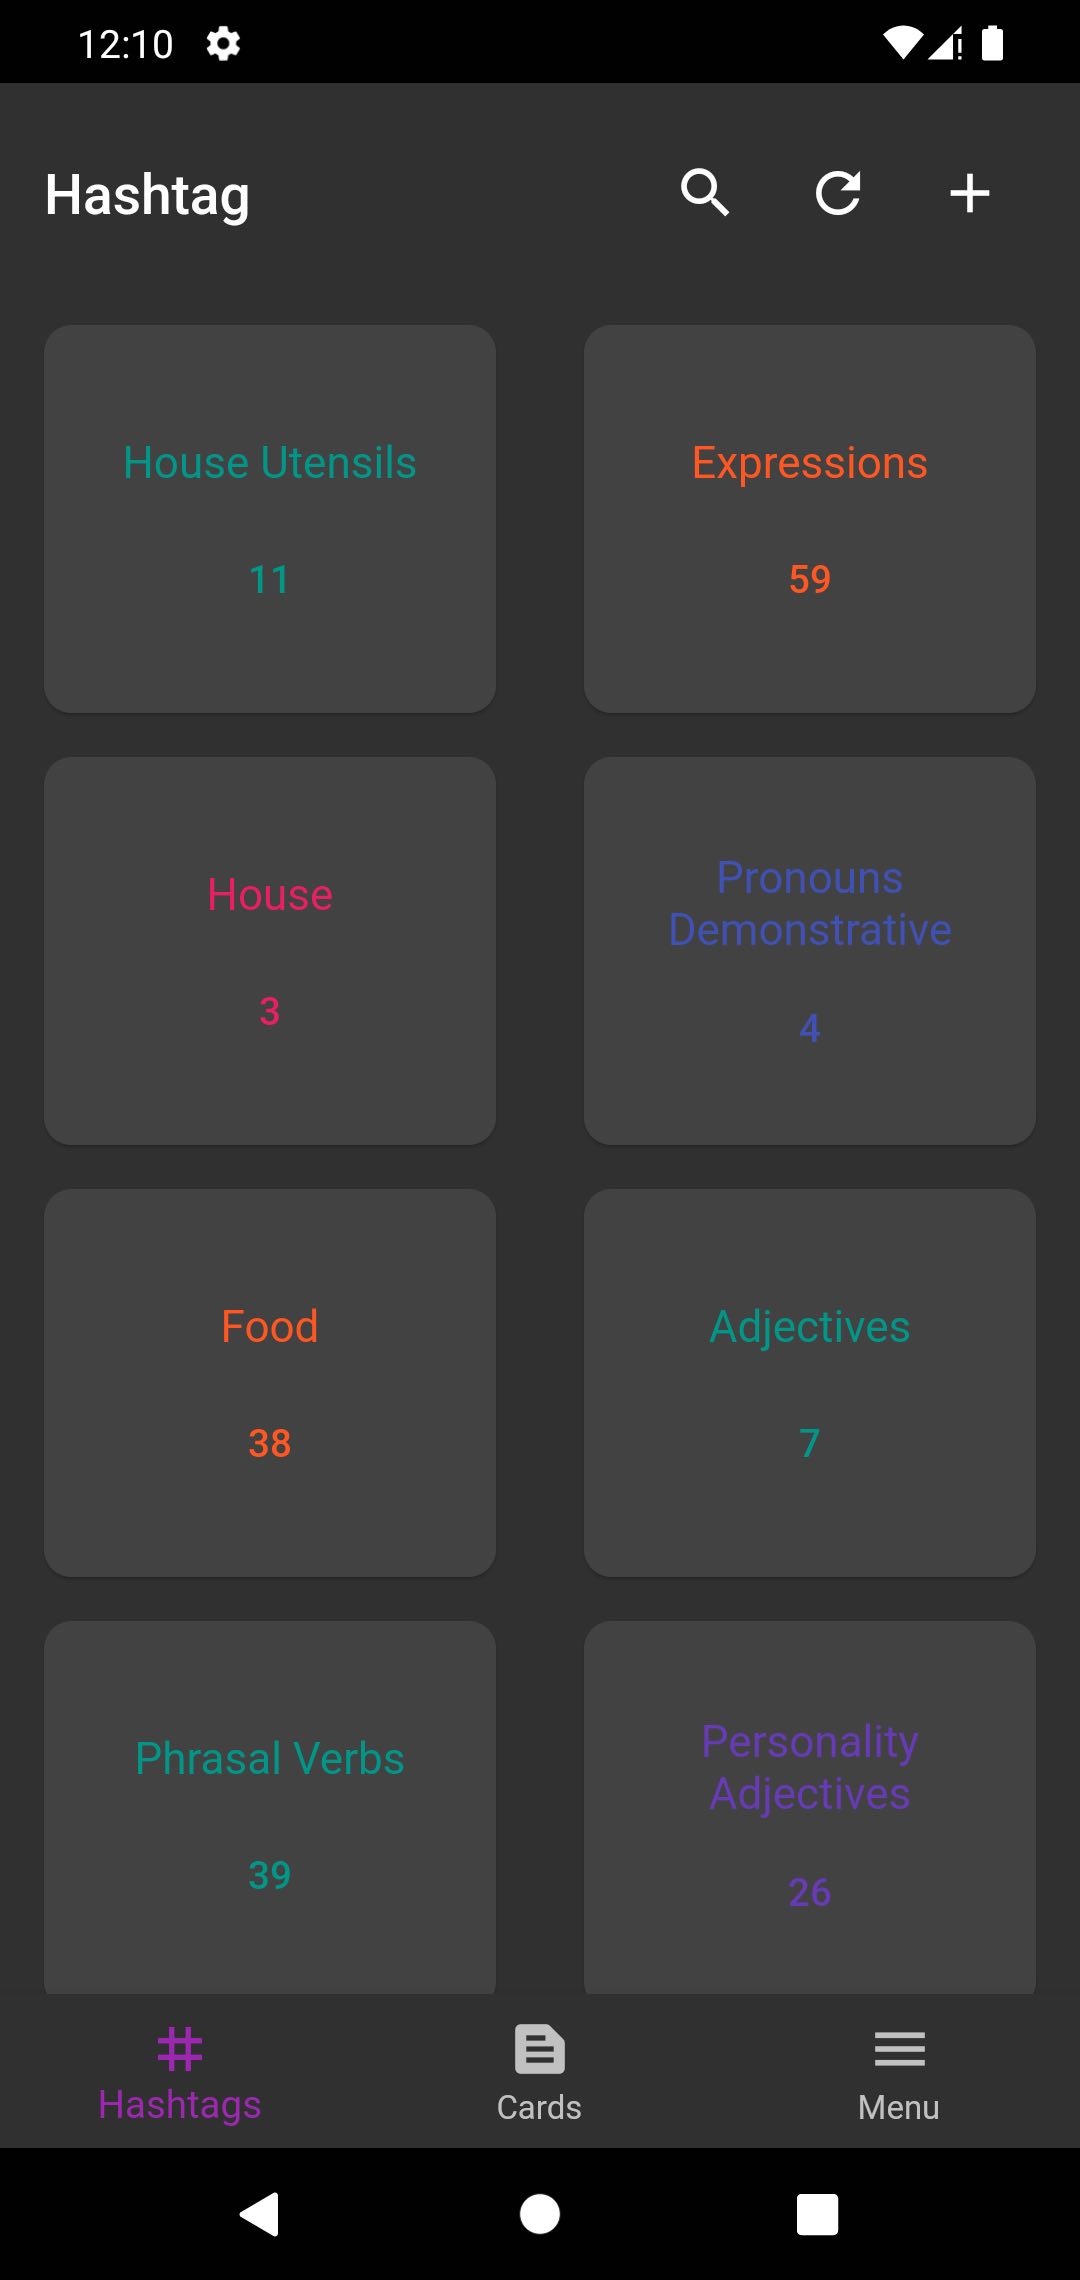 12:10
Hashtag
House Utensils
11
Expressions
59
House
3
Pronouns
Demonstrative
4
Food
38
Adjectives
7
Phrasal Verbs
39
Personality
Adjectives
26
Hashtags
Cards
Menu